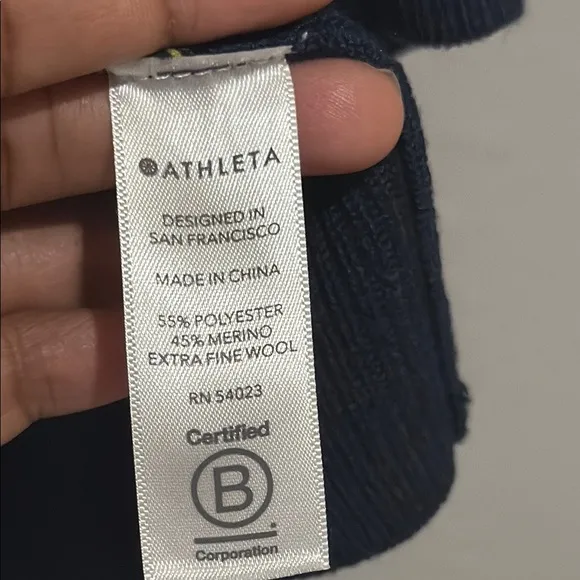 ATHLETA
DESIGNED IN
SAN FRANCISCO
MADE IN CHINA
55% POLYESTER
45% MERINO
EXTRA FINE WOOL
RN 54023
Certified
B
Corporation